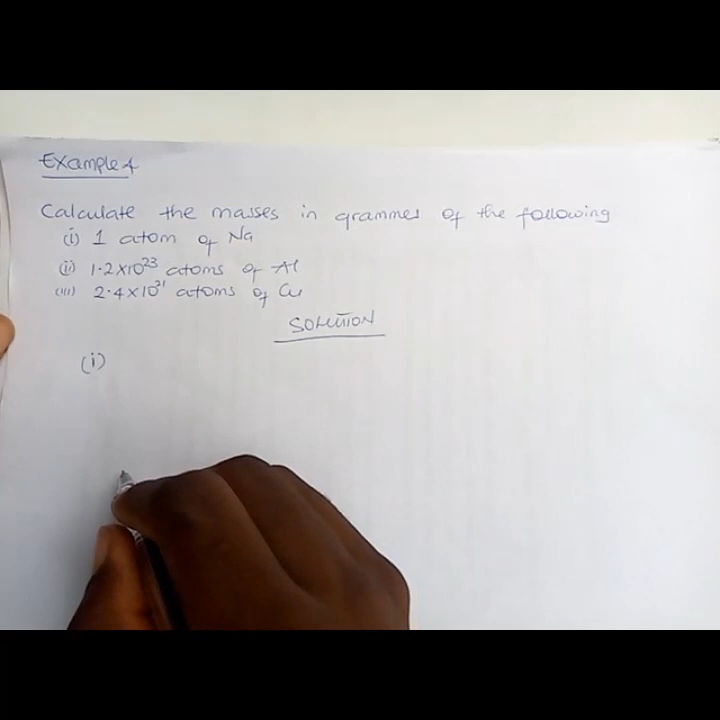 Example 4
Calculate the masses in grammes of the following
(i) 1 atom of Na
(ii) 1.2×10²³ atoms of Al
(iii) 2.4×10³¹ atoms of Cu
SOLUTION
(i)